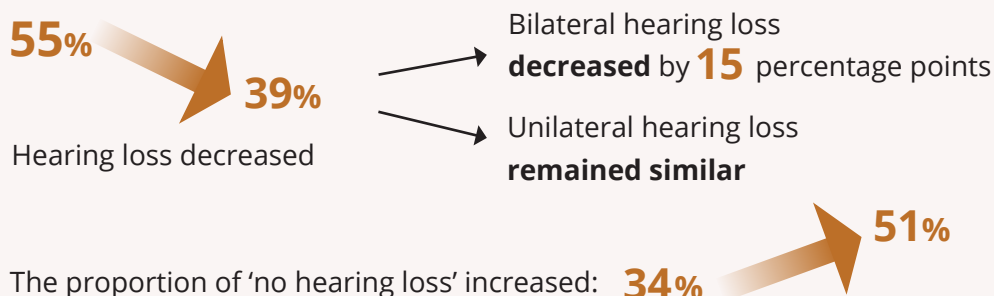 55%
39%
Hearing loss decreased
Bilateral hearing loss
decreased by 15 percentage points
Unilateral hearing loss
remained similar
The proportion of ‘no hearing loss’ increased: 34%
51%